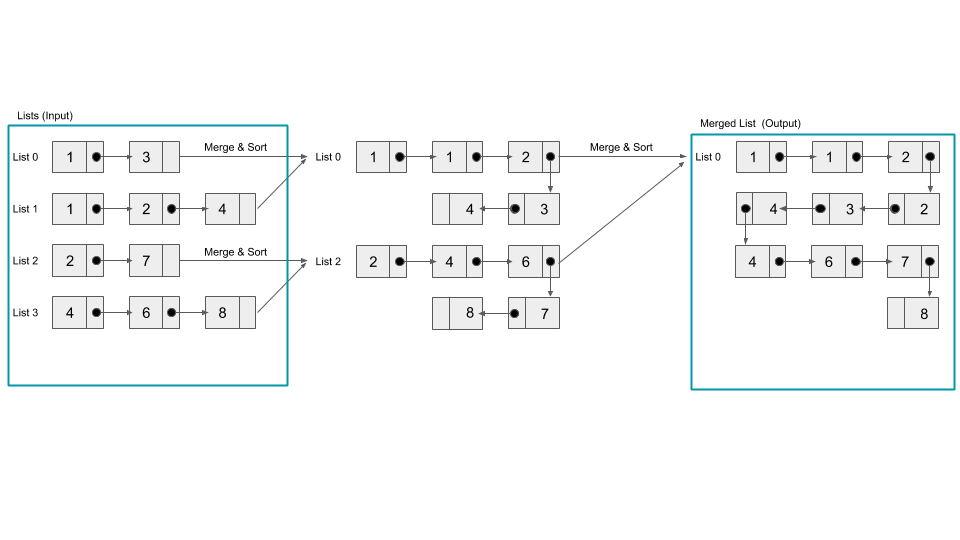 Lists (Input)
List 0 1 3 Merge & Sort
List 1 1 2 4
List 2 2 7 Merge & Sort
List 3 4 6 8
List 0 1 1 2 Merge & Sort
4 3
List 2 2 4 6
8 7
Merged List (Output)
List 0 1 1 2
4 3 2
4 6 7
8